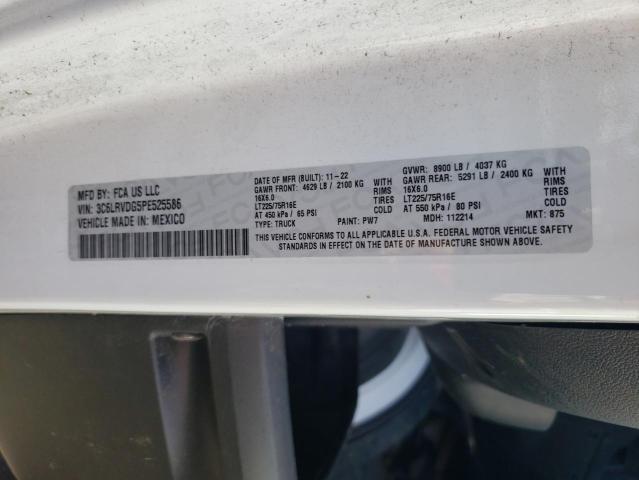 MFD BY: FCA US LLC
VIN: 3C6LRVDG5PE525586
VEHICLE MADE IN: MEXICO
DATE OF MFR (BUILT): 11-22
GAWR FRONT: 4629 LB / 2100 KG WITH
16X6.0 RIMS
LT225/75R16E TIRES
AT 450 kPa / 65 PSI COLD
TYPE: TRUCK PAINT: PW7
GVWR: 8900 LB / 4037 KG
GAWR REAR: 5291 LB / 2400 KG WITH
16X6.0 RIMS
LT225/75R16E TIRES
AT 550 kPa / 80 PSI COLD
MDH: 112214 MKT: 875
THIS VEHICLE CONFORMS TO ALL APPLICABLE U.S.A. FEDERAL MOTOR VEHICLE SAFETY
STANDARDS IN EFFECT ON THE DATE OF MANUFACTURE SHOWN ABOVE.